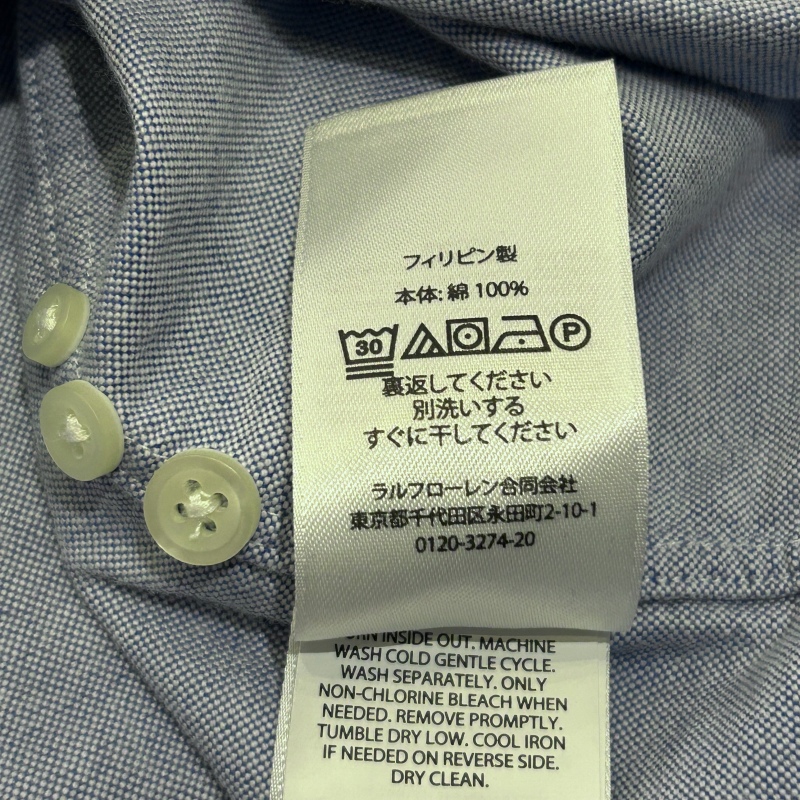 フィリピン製
本体: 綿 100%
30 P
裏返してください
別洗いする
すぐに干してください
ラルフローレン合同会社
東京都千代田区永田町2-10-1
0120-3274-20
INSIDE OUT. MACHINE
WASH COLD GENTLE CYCLE.
WASH SEPARATELY. ONLY
NON-CHLORINE BLEACH WHEN
NEEDED. REMOVE PROMPTLY.
TUMBLE DRY LOW. COOL IRON
IF NEEDED ON REVERSE SIDE.
DRY CLEAN.